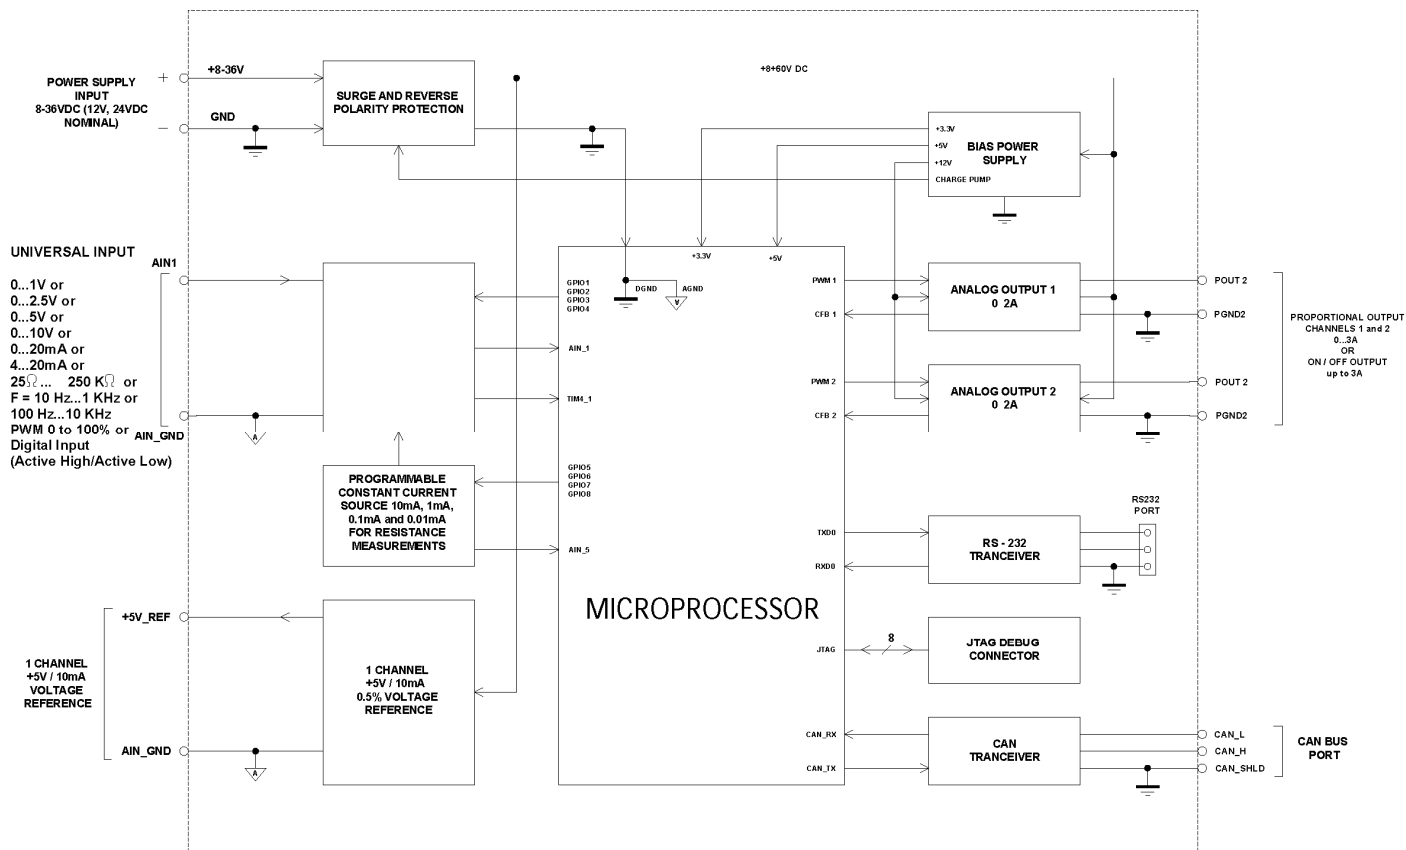 POWER SUPPLY
INPUT
8-36VDC (12V, 24VDC
NOMINAL)
+
–
+8-36V
GND
SURGE AND REVERSE
POLARITY PROTECTION
+8+60V DC
+3.3V
+5V
+12V
CHARGE PUMP
BIAS POWER
SUPPLY
UNIVERSAL INPUT
0...1V or
0...2.5V or
0...5V or
0...10V or
0...20mA or
4...20mA or
25Ω... 250 KΩ or
F = 10 Hz...1 KHz or
100 Hz...10 KHz
PWM 0 to 100% or
Digital Input
(Active High/Active Low)
AIN1
AIN_GND
A
GPIO1
GPIO2
GPIO3
GPIO4
AIN_1
TIM4_1
GPIO5
GPIO6
GPIO7
GPIO8
AIN_5
+3.3V
+5V
DGND
AGND
A
PWM 1
CFB 1
PWM 2
CFB 2
TXD0
RXD0
JTAG
CAN_RX
CAN_TX
MICROPROCESSOR
PROGRAMMABLE
CONSTANT CURRENT
SOURCE 10mA, 1mA,
0.1mA and 0.01mA
FOR RESISTANCE
MEASUREMENTS
1 CHANNEL
+5V / 10mA
VOLTAGE
REFERENCE
+5V_REF
AIN_GND
A
1 CHANNEL
+5V / 10mA
0.5% VOLTAGE
REFERENCE
ANALOG OUTPUT 1
0 2A
ANALOG OUTPUT 2
0 2A
POUT 2
PGND2
POUT 2
PGND2
PROPORTIONAL OUTPUT
CHANNELS 1 and 2
0...3A
OR
ON / OFF OUTPUT
up to 3A
RS - 232
TRANCEIVER
RS232
PORT
8
JTAG DEBUG
CONNECTOR
CAN
TRANCEIVER
CAN_L
CAN_H
CAN_SHLD
CAN BUS
PORT